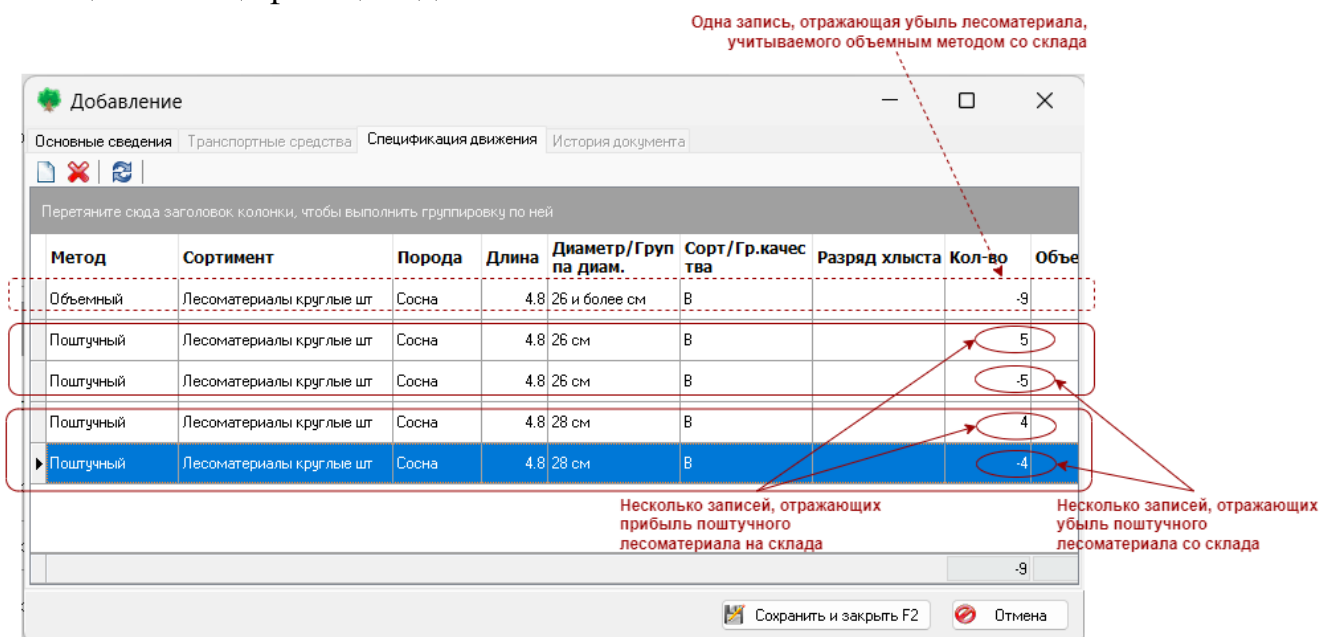 Одна запись, отражающая убыль лесоматериала,
учитываемого объемным методом со склада
Добавление
Основные сведения Транспортные средства Спецификация движения История документа
Перетяните сюда заголовок колонки, чтобы выполнить группировку по ней
Метод Сортимент Порода Длина Диаметр/Груп Сорт/Гр.качес Разряд хлыста Кол-во Объе
па диам. тва
Объемный Лесоматериалы круглые шт Сосна 4.8 26 и более см В -9
Поштучный Лесоматериалы круглые шт Сосна 4.8 26 см В 5
Поштучный Лесоматериалы круглые шт Сосна 4.8 26 см В -5
Поштучный Лесоматериалы круглые шт Сосна 4.8 28 см В 4
Поштучный Лесоматериалы круглые шт Сосна 4.8 28 см В -4
Несколько записей, отражающих
прибыль поштучного
лесоматериала на склада
Несколько записей, отражающих
убыль поштучного
лесоматериала со склада
-9
Сохранить и закрыть F2 Отмена